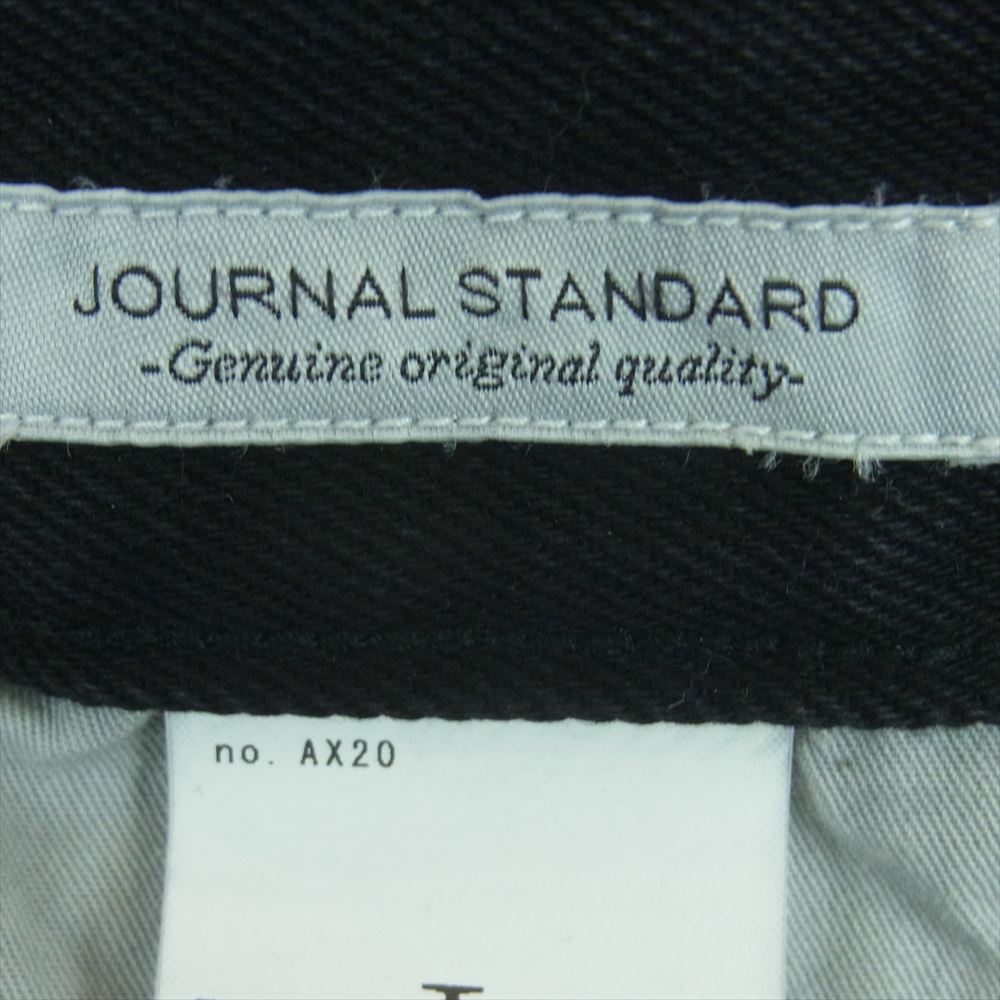 JOURNAL STANDARD
-Genuine original quality-
no. AX20